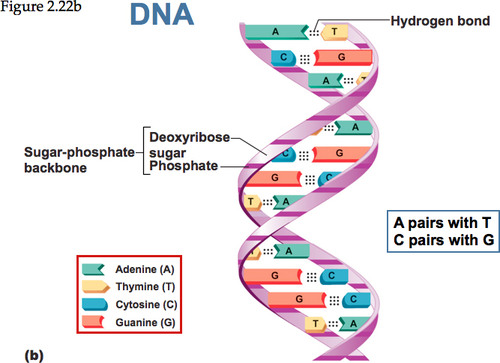 Figure 2.22b
DNA
Hydrogen bond
A T
C G
A T
A
C G
G C
T A
Deoxyribose
sugar
Phosphate
Sugar-phosphate
backbone
A pairs with T
C pairs with G
T A
G C
G C
T A
Adenine (A)
Thymine (T)
Cytosine (C)
Guanine (G)
(b)